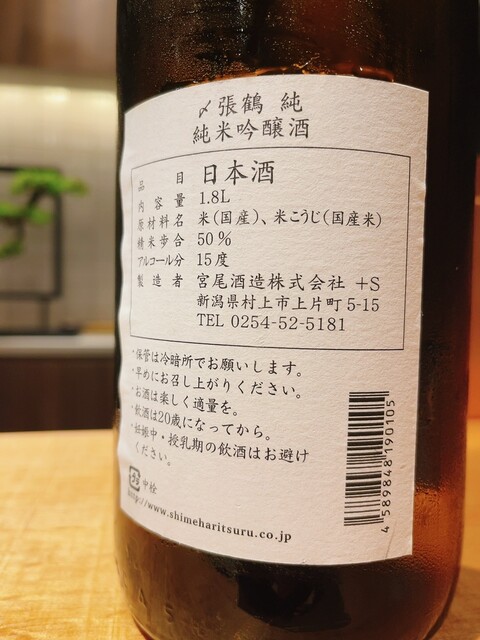 〆張鶴 純
純米吟醸酒
品目 日本酒
内容量 1.8L
原材料名 米(国産)、米こうじ(国産米)
精米歩合 50%
アルコール分 15度
製造者 宮尾酒造株式会社 +S
新潟県村上市上片町5-15
TEL 0254-52-5181
・保管は冷暗所でお願いします。
・早めにお召し上がりください。
・お酒は楽しく適量を。
・飲酒は20歳になってから。
・妊娠中・授乳期の飲酒はお避け
ください。
中栓
http://www.shimeharitsuru.co.jp
4 589848 190105